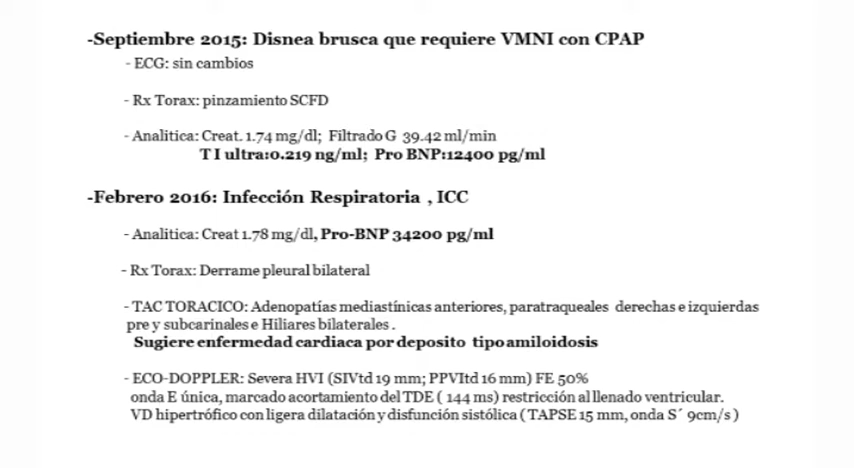 -Septiembre 2015: Disnea brusca que requiere VMNI con CPAP
- ECG: sin cambios
- Rx Torax: pinzamiento SCFD
- Analitica: Creat. 1.74 mg/dl; Filtrado G 39.42 ml/min
T I ultra:0.219 ng/ml; Pro BNP:12400 pg/ml
-Febrero 2016: Infección Respiratoria , ICC
- Analitica: Creat 1.78 mg/dl, Pro-BNP 34200 pg/ml
- Rx Torax: Derrame pleural bilateral
- TAC TORACICO: Adenopatías mediastínicas anteriores, paratraqueales derechas e izquierdas
pre y subcarinales e Hiliares bilaterales .
Sugiere enfermedad cardiaca por deposito tipo amiloidosis
- ECO-DOPPLER: Severa HVI (SIVtd 19 mm; PPVItd 16 mm) FE 50%
onda E única, marcado acortamiento del TDE ( 144 ms) restricción al llenado ventricular.
VD hipertrófico con ligera dilatación y disfunción sistólica ( TAPSE 15 mm, onda S´ 9cm/s )